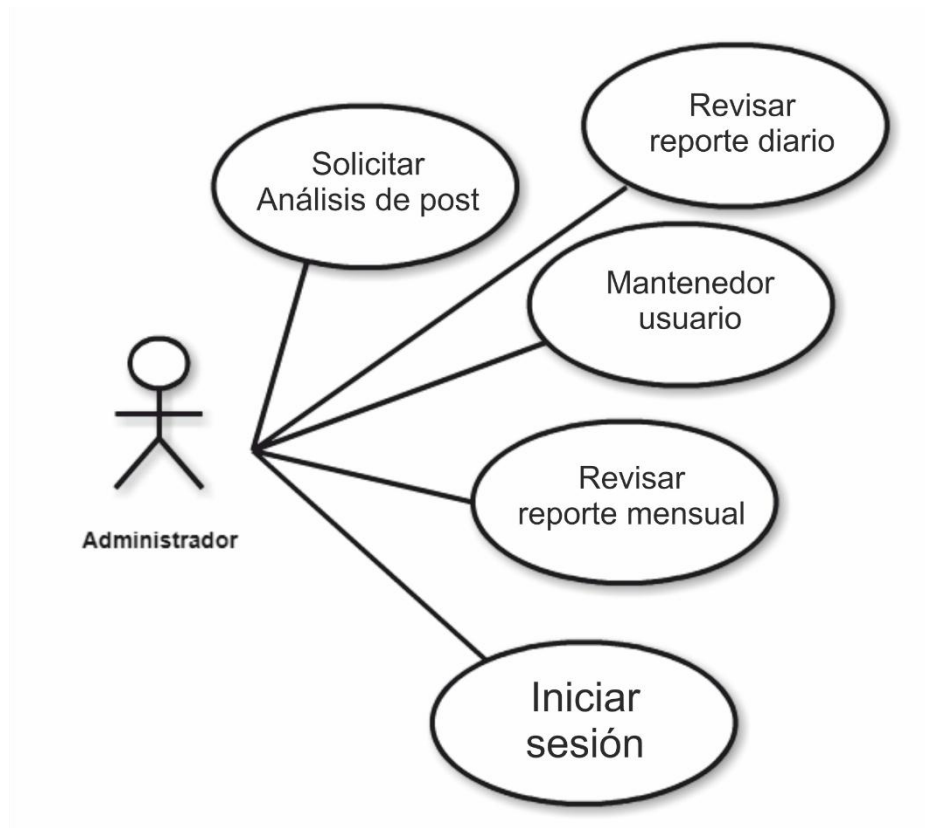 Revisar
reporte diario
Solicitar
Análisis de post
Mantenedor
usuario
Revisar
reporte mensual
Administrador
Iniciar
sesión